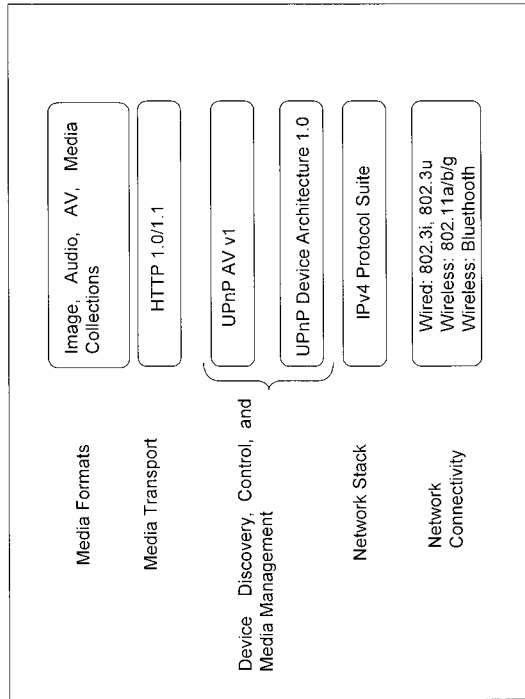 Media Formats
Image, Audio, AV, Media
Collections
Media Transport
HTTP 1.0/1.1
Device Discovery, Control, and
Media Management
UPnP AV v1
UPnP Device Architecture 1.0
Network Stack
IPv4 Protocol Suite
Network
Connectivity
Wired: 802.3i, 802.3u
Wireless: 802.11a/b/g
Wireless: Bluethooth